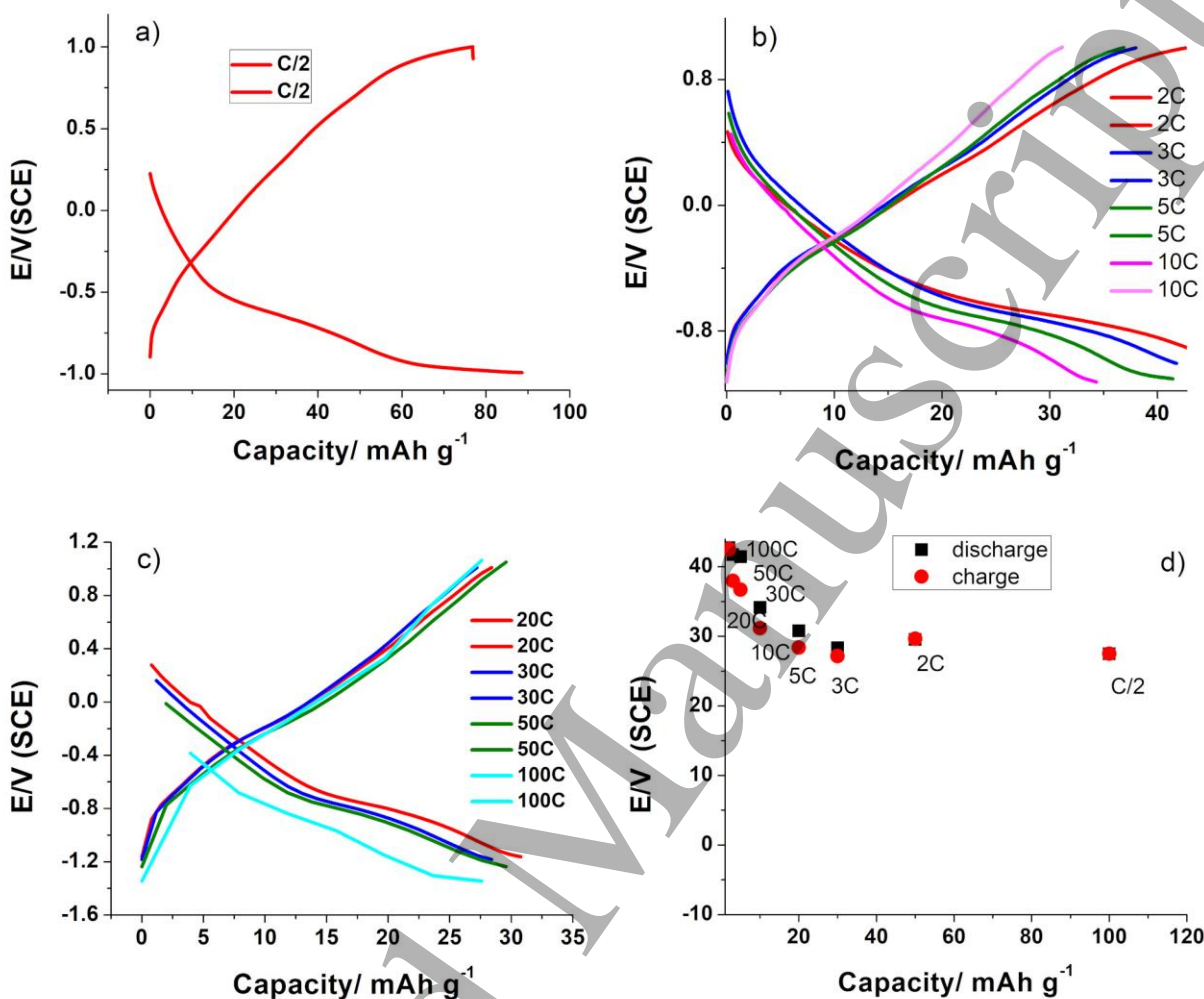 a)
C/2
C/2
1.0
0.5
0.0
-0.5
-1.0
E/V(SCE)
0 20 40 60 80 100
Capacity/ mAh g-1
b)
0.8
0.0
-0.8
E/V (SCE)
2C
2C
3C
3C
5C
5C
10C
10C
0 10 20 30 40
Capacity/ mAh g-1
c)
1.2
0.8
0.4
0.0
-0.4
-0.8
-1.2
-1.6
E/V (SCE)
20C
20C
30C
30C
50C
50C
100C
100C
0 5 10 15 20 25 30 35
Capacity/ mAh g-1
d)
discharge
charge
40
30
20
10
0
-10
E/V (SCE)
100C
50C
30C
20C
10C
5C
3C
2C
C/2
20 40 60 80 100 120
Capacity/ mAh g-1